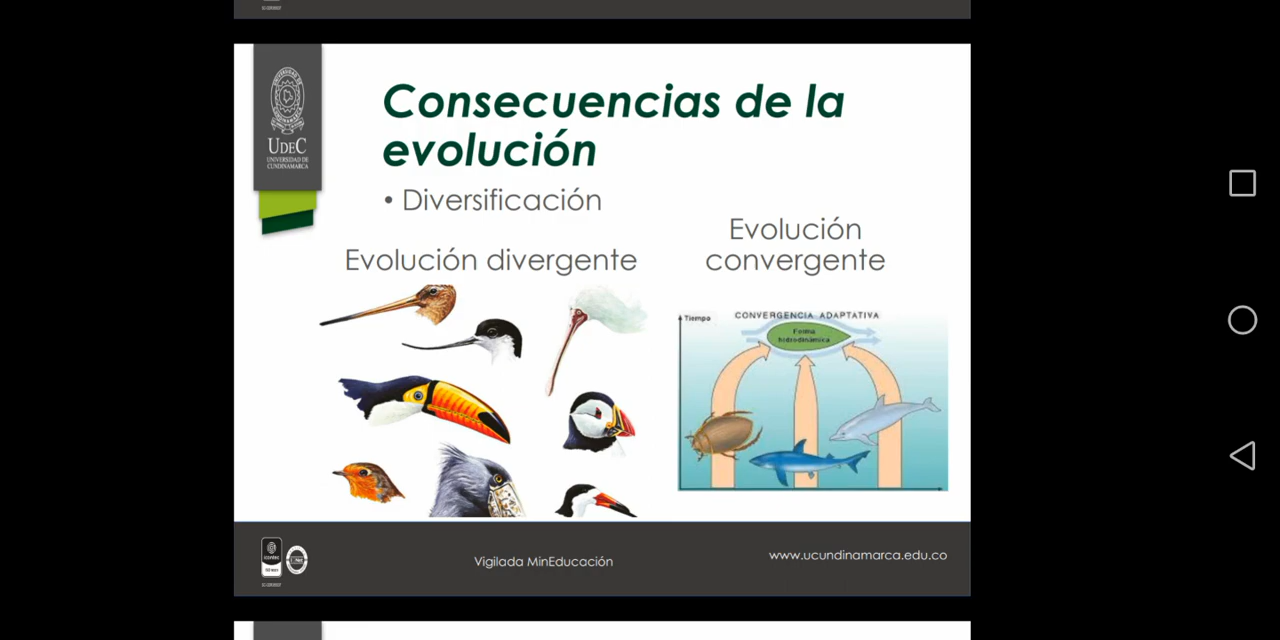 UDEC
UNIVERSIDAD DE
CUNDINAMARCA
Consecuencias de la
evolución
• Diversificación
Evolución divergente
Evolución
convergente
Tiempo
CONVERGENCIA ADAPTATIVA
Forma
hidrodinámica
icontec
Vigilada MinEducación
www.ucundinamarca.edu.co